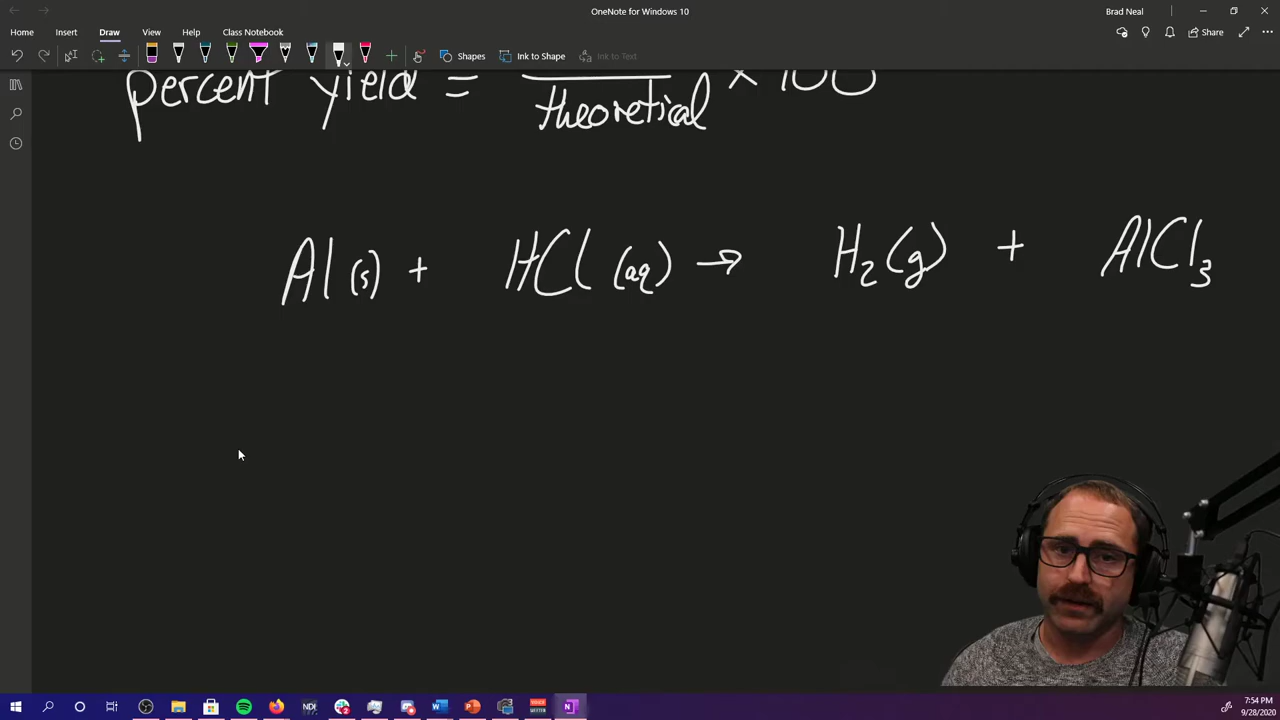 OneNote for Windows 10
Brad Neal
Home Insert Draw View Help Class Notebook
Share
Shapes
Ink to Shape
Ink to Text
percent yield = theoretical × 100
Al (s) + HCl (aq) → H2 (g) + AlCl3
7:54 PM
9/28/2020